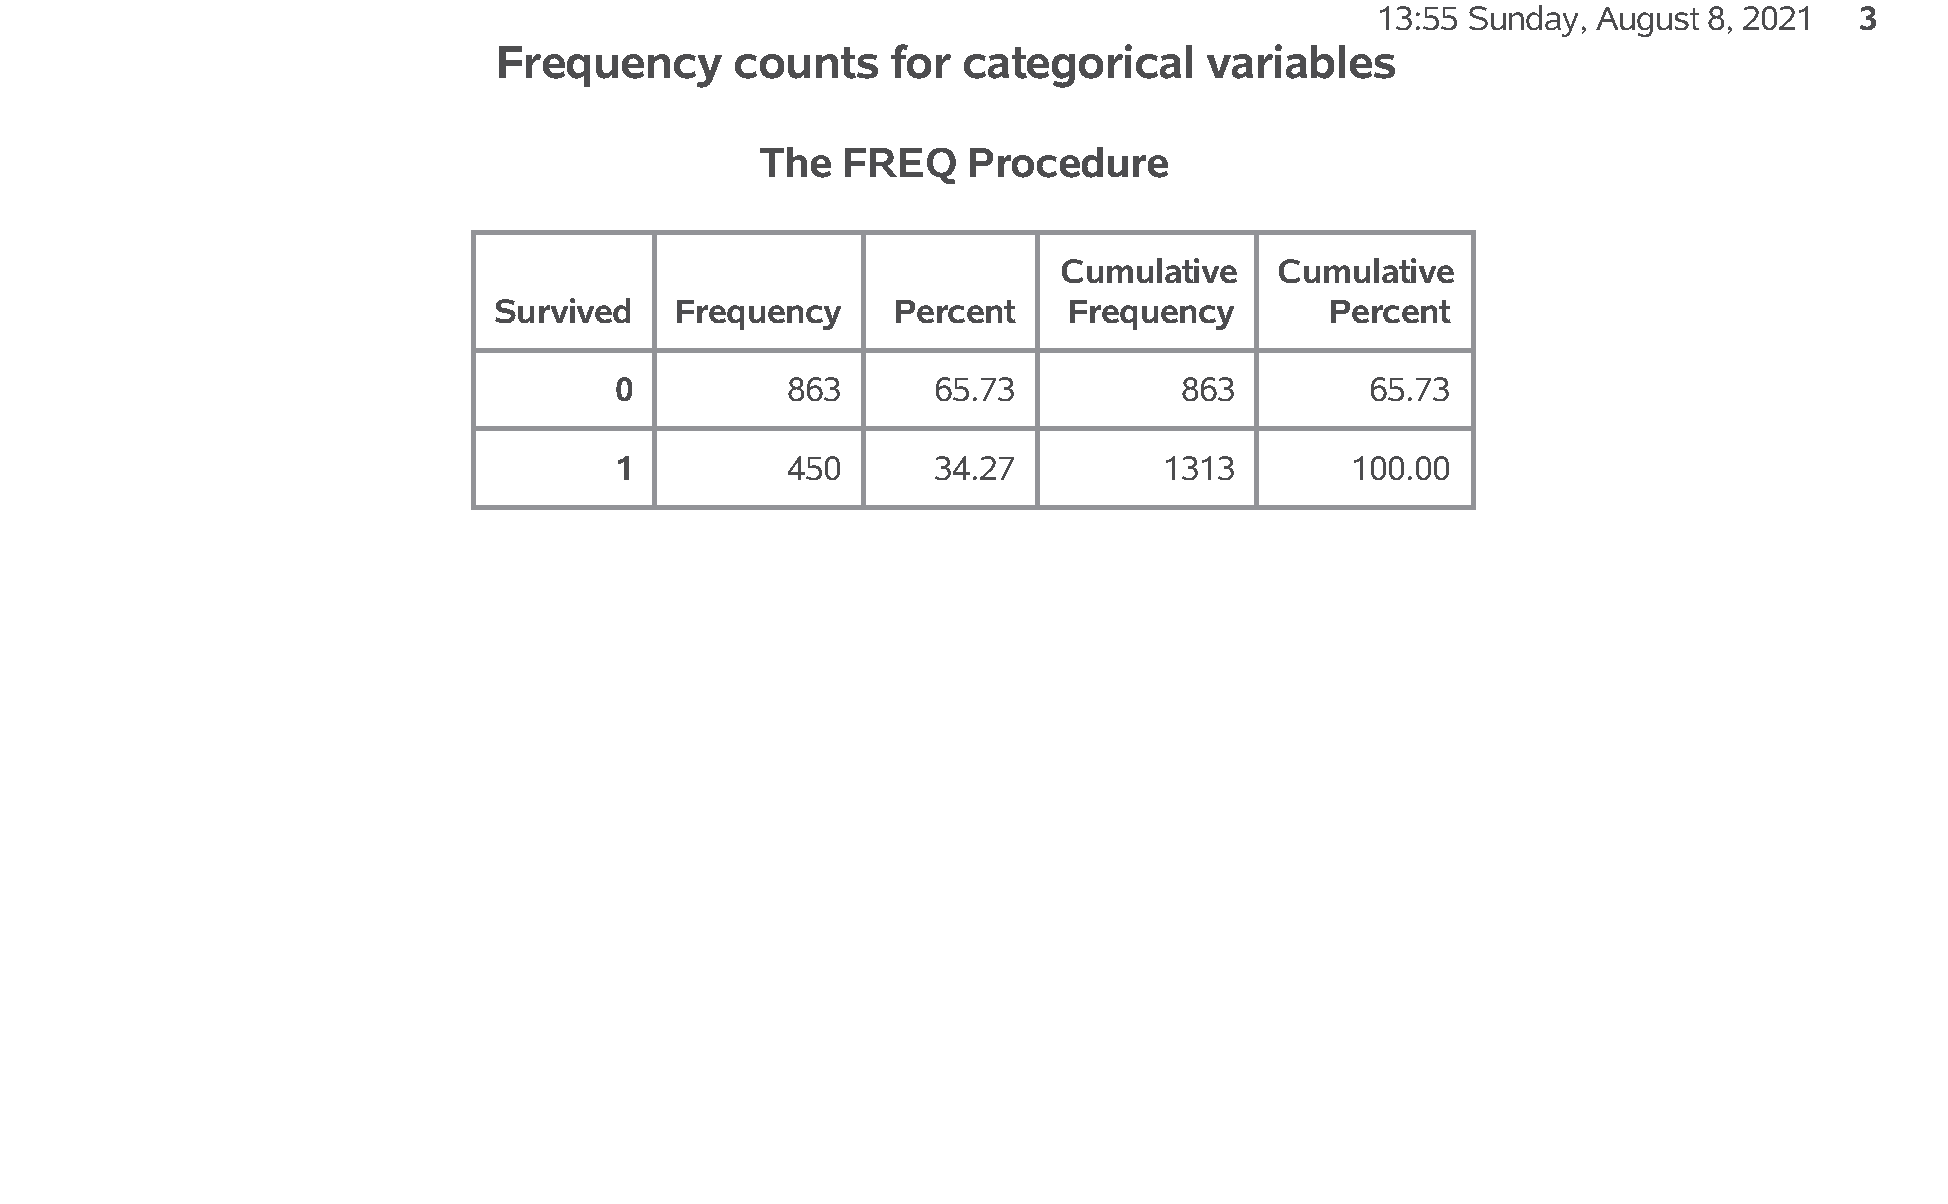 13:55 Sunday, August 8, 2021 3
Frequency counts for categorical variables
The FREQ Procedure
Survived Frequency Percent Cumulative Frequency Cumulative Percent
0 863 65.73 863 65.73
1 450 34.27 1313 100.00